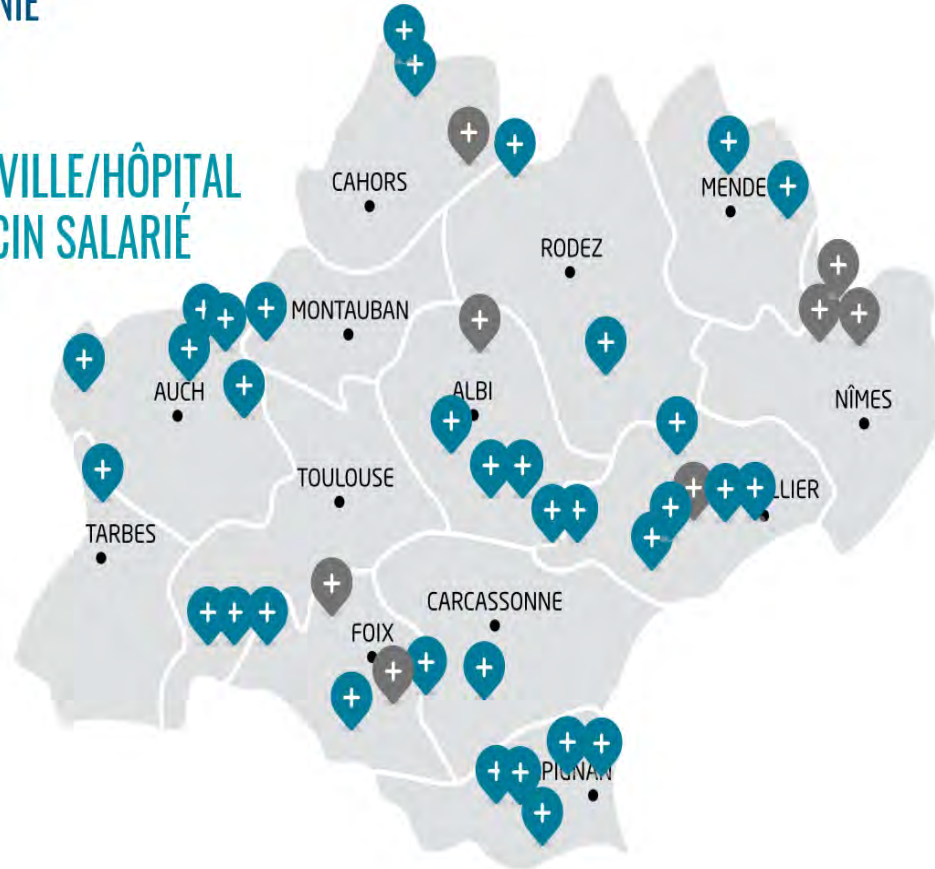 NIE
VILLE/HÔPITAL
CIN SALARIÉ
CAHORS
MENDE
RODEZ
MONTAUBAN
AUCH
ALBI
NÎMES
TOULOUSE
LLIER
TARBES
CARCASSONNE
FOIX
PIGNAN